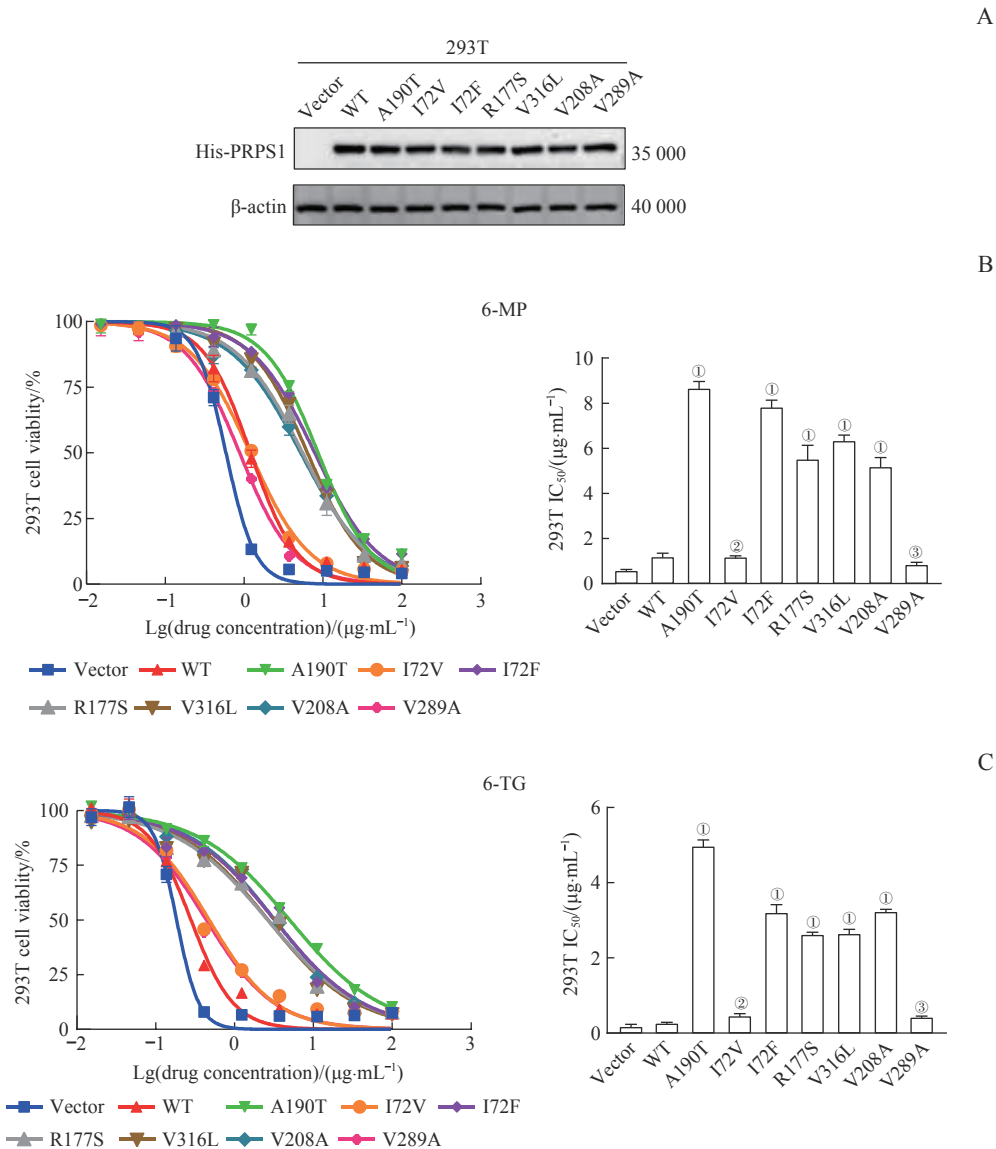 A
293T
Vector WT A190T I72V I72F R177S V316L V208A V289A
His-PRPS1 35 000
β-actin 40 000
B
6-MP
293T cell viability/%
100
75
50
25
0
−2 −1 0 1 2 3
Lg(drug concentration)/(μg·mL⁻¹)
Vector WT A190T I72V I72F
R177S V316L V208A V289A
293T IC₅₀/(μg·mL⁻¹)
10
8
6
4
2
0
① ② ① ① ① ① ③
Vector WT A190T I72V I72F R177S V316L V208A V289A
C
6-TG
293T cell viablity/%
100
75
50
25
0
−2 −1 0 1 2 3
Lg(drug concentration)/(μg·mL⁻¹)
Vector WT A190T I72V I72F
R177S V316L V208A V289A
293T IC₅₀/(μg·mL⁻¹)
6
4
2
0
① ② ① ① ① ① ③
Vector WT A190T I72V I72F R177S V316L V208A V289A